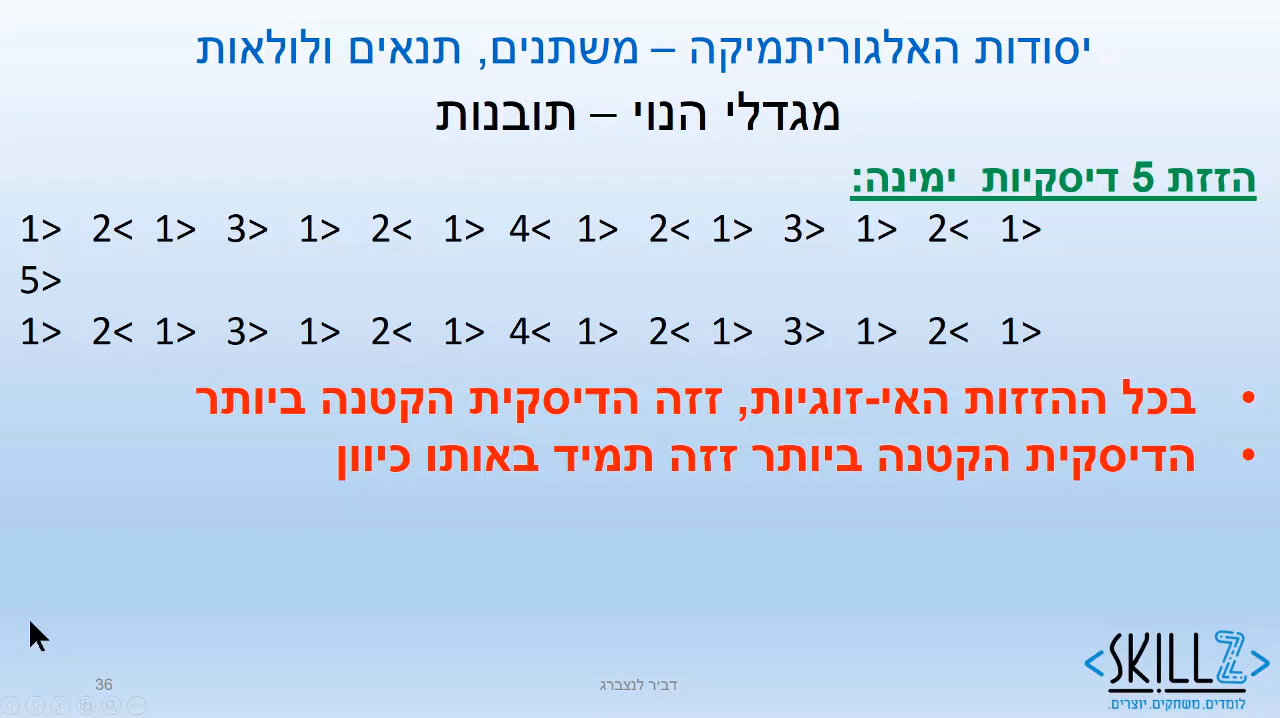 יסודות האלגוריתמיקה – משתנים, תנאים ולולאות
מגדלי הנוי – תובנות
הזזת 5 דיסקיות ימינה:
1> 2< 1> 3> 1> 2< 1> 4< 1> 2< 1> 3> 1> 2< 1>
5>
1> 2< 1> 3> 1> 2< 1> 4< 1> 2< 1> 3> 1> 2< 1>
• בכל ההזזות האי-זוגיות, זזה הדיסקית הקטנה ביותר
• הדיסקית הקטנה ביותר זזה תמיד באותו כיוון
<SKILLZ>
לומדים. משחקים. יוצרים.
דביר לנצברג
36